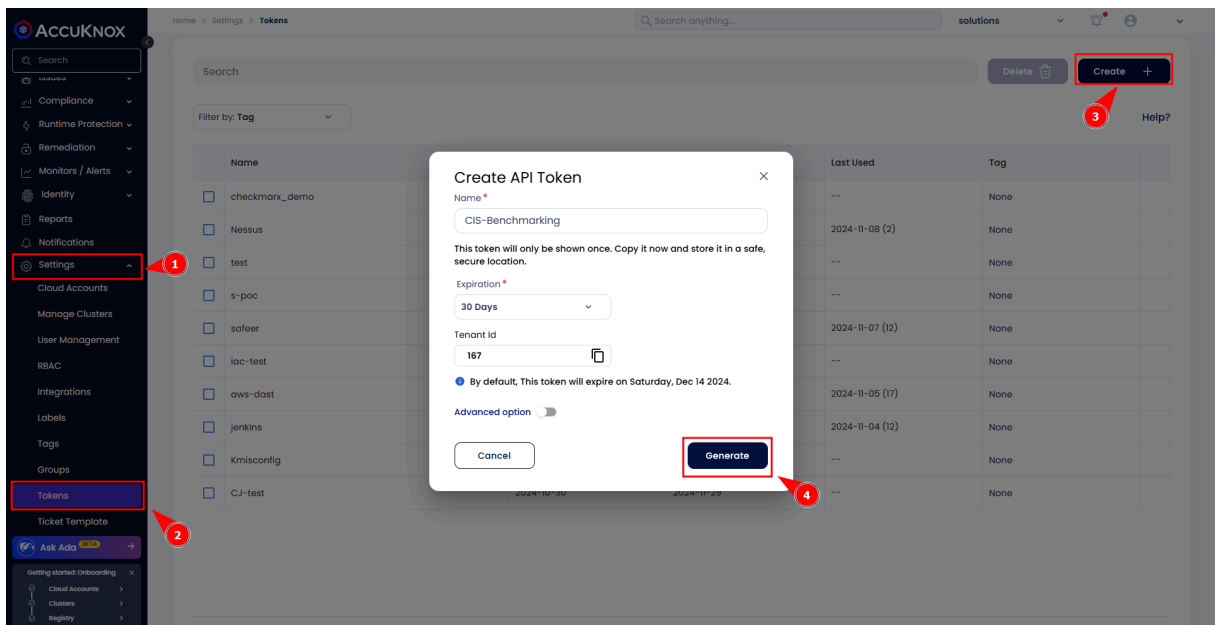 ACCUKNOX
Home > Settings > Tokens
Search anything...
solutions
Search
Issues
Compliance
Runtime Protection
Remediation
Monitors / Alerts
Identity
Reports
Notifications
Settings
1
Cloud Accounts
Manage Clusters
User Management
RBAC
Integrations
Labels
Tags
Groups
Tokens
2
Ticket Template
Ask Ada BETA
Getting started: Onboarding
Cloud Accounts
Clusters
Registry
Search
Delete
Create +
3
Filter by: Tag
Help?
Name Last Used Tag
checkmarx_demo -- None
Nessus 2024-11-08 (2) None
test -- None
s-poc -- None
safeer 2024-11-07 (12) None
iac-test -- None
aws-dast 2024-11-05 (17) None
jenkins 2024-11-04 (12) None
Kmisconfig -- None
CJ-test 2024-10-30 2024-11-29 -- None
Create API Token
Name *
CIS-Benchmarking
This token will only be shown once. Copy it now and store it in a safe,
secure location.
Expiration *
30 Days
Tenant Id
167
By default, This token will expire on Saturday, Dec 14 2024.
Advanced option
Cancel
Generate
4